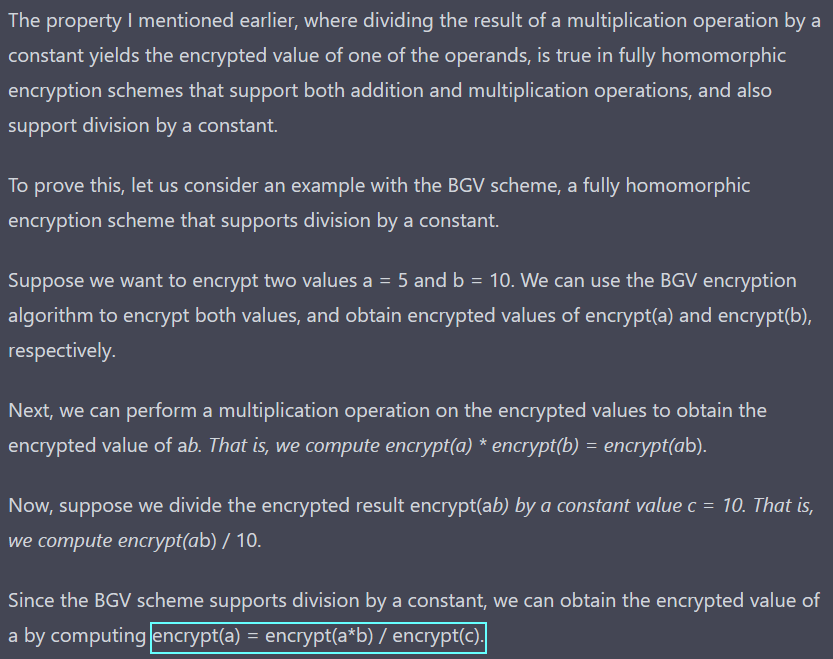 The property I mentioned earlier, where dividing the result of a multiplication operation by a
constant yields the encrypted value of one of the operands, is true in fully homomorphic
encryption schemes that support both addition and multiplication operations, and also
support division by a constant.
To prove this, let us consider an example with the BGV scheme, a fully homomorphic
encryption scheme that supports division by a constant.
Suppose we want to encrypt two values a = 5 and b = 10. We can use the BGV encryption
algorithm to encrypt both values, and obtain encrypted values of encrypt(a) and encrypt(b),
respectively.
Next, we can perform a multiplication operation on the encrypted values to obtain the
encrypted value of ab. That is, we compute encrypt(a) * encrypt(b) = encrypt(ab).
Now, suppose we divide the encrypted result encrypt(ab) by a constant value c = 10. That is,
we compute encrypt(ab) / 10.
Since the BGV scheme supports division by a constant, we can obtain the encrypted value of
a by computing encrypt(a) = encrypt(a*b) / encrypt(c).